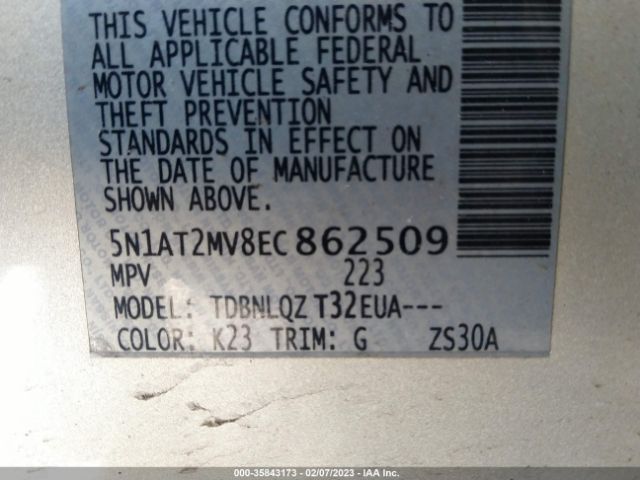 THIS VEHICLE CONFORMS TO
ALL APPLICABLE FEDERAL
MOTOR VEHICLE SAFETY AND
THEFT PREVENTION
STANDARDS IN EFFECT ON
THE DATE OF MANUFACTURE
SHOWN ABOVE.
5N1AT2MV8EC862509
MPV 223
MODEL: TDBNLQZ T32EUA---
COLOR: K23 TRIM: G ZS30A
000-35843173 | 02/07/2023 | IAA Inc.